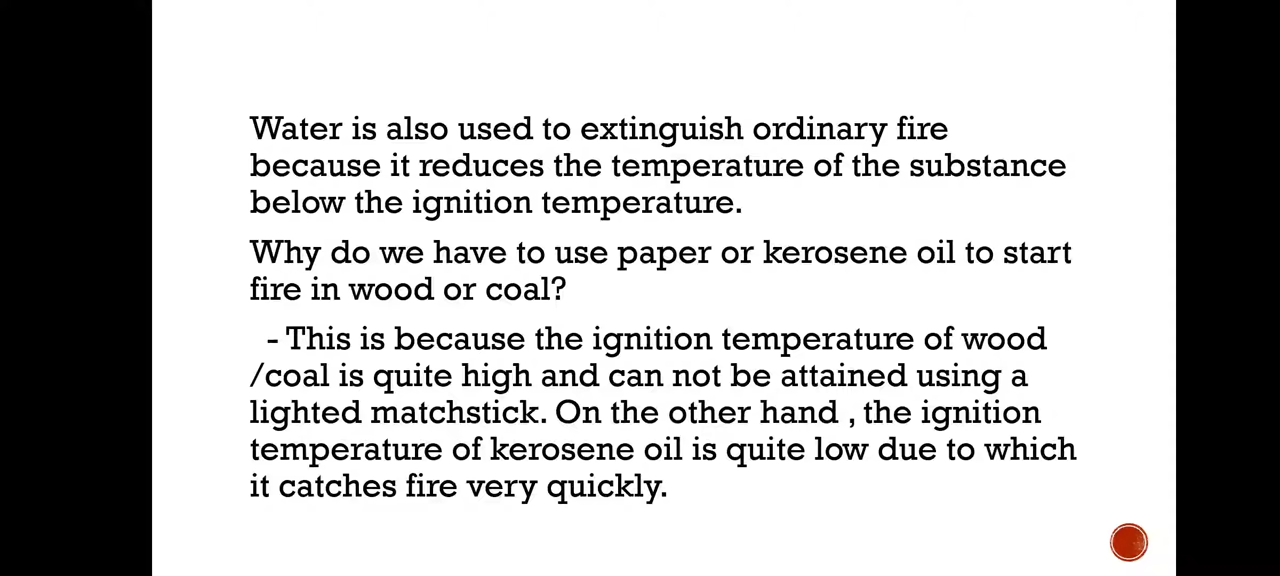 Water is also used to extinguish ordinary fire
because it reduces the temperature of the substance
below the ignition temperature.
Why do we have to use paper or kerosene oil to start
fire in wood or coal?
- This is because the ignition temperature of wood
/coal is quite high and can not be attained using a
lighted matchstick. On the other hand , the ignition
temperature of kerosene oil is quite low due to which
it catches fire very quickly.